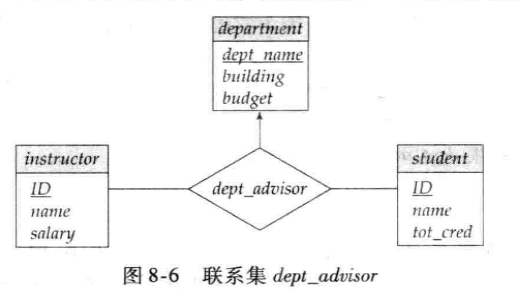 department
dept_name
building
budget
instructor
ID
name
salary
dept_advisor
student
ID
name
tot_cred
图 8-6 联系集 dept_advisor